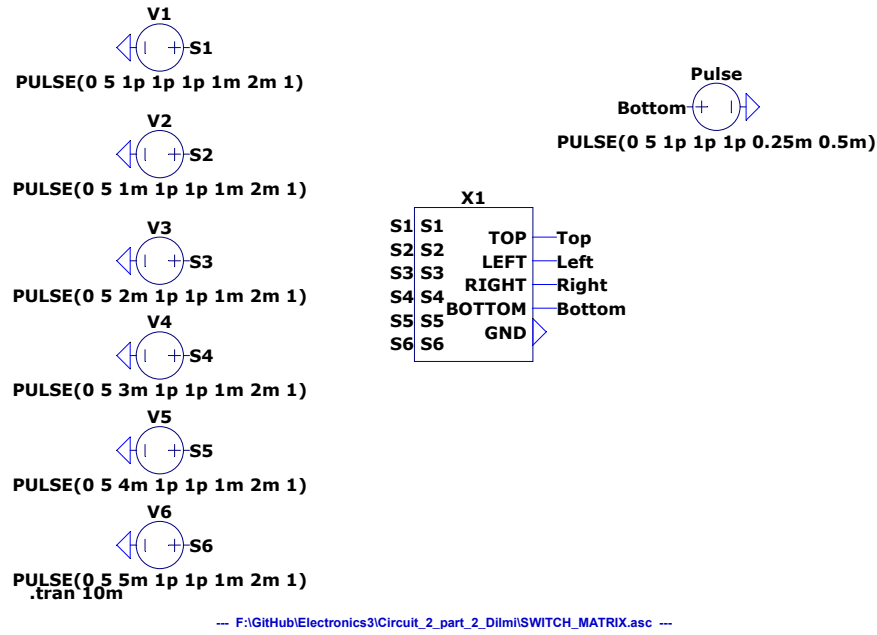 V1
S1
PULSE(0 5 1p 1p 1p 1m 2m 1)
V2
S2
PULSE(0 5 1m 1p 1p 1m 2m 1)
V3
S3
PULSE(0 5 2m 1p 1p 1m 2m 1)
V4
S4
PULSE(0 5 3m 1p 1p 1m 2m 1)
V5
S5
PULSE(0 5 4m 1p 1p 1m 2m 1)
V6
S6
PULSE(0 5 5m 1p 1p 1m 2m 1)
.tran 10m
X1
S1 S1
S2 S2
S3 S3
S4 S4
S5 S5
S6 S6
TOP Top
LEFT Left
RIGHT Right
BOTTOM Bottom
GND
Pulse
Bottom
PULSE(0 5 1p 1p 1p 0.25m 0.5m)
--- F:\GitHub\Electronics3\Circuit_2_part_2_Dilmi\SWITCH_MATRIX.asc ---